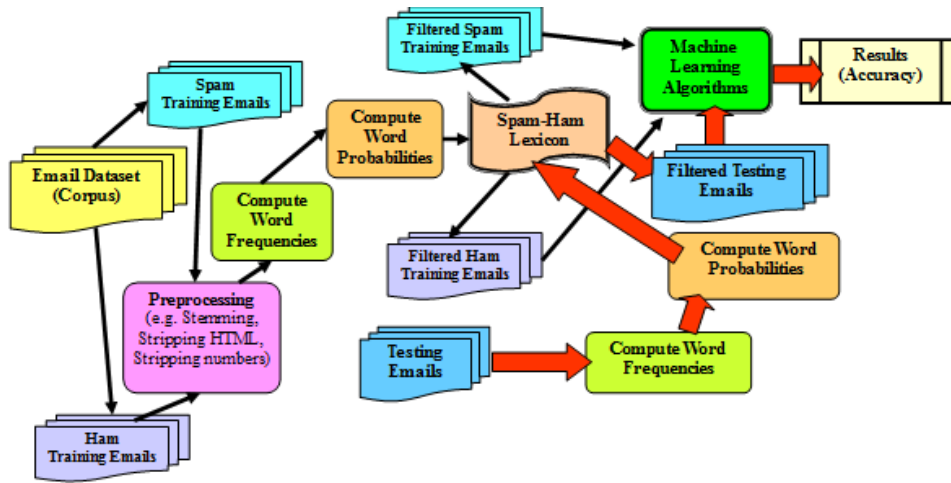 Filtered Spam
Training Emails
Machine
Learning
Algorithms
Results
(Accuracy)
Spam
Training Emails
Compute
Word
Probabilities
Spam-Ham
Lexicon
Email Dataset
(Corpus)
Filtered Testing
Emails
Compute
Word
Frequencies
Filtered Ham
Training Emails
Compute Word
Probabilities
Preprocessing
(e.g. Stemming,
Stripping HTML,
Stripping numbers)
Testing
Emails
Compute Word
Frequencies
Ham
Training Emails